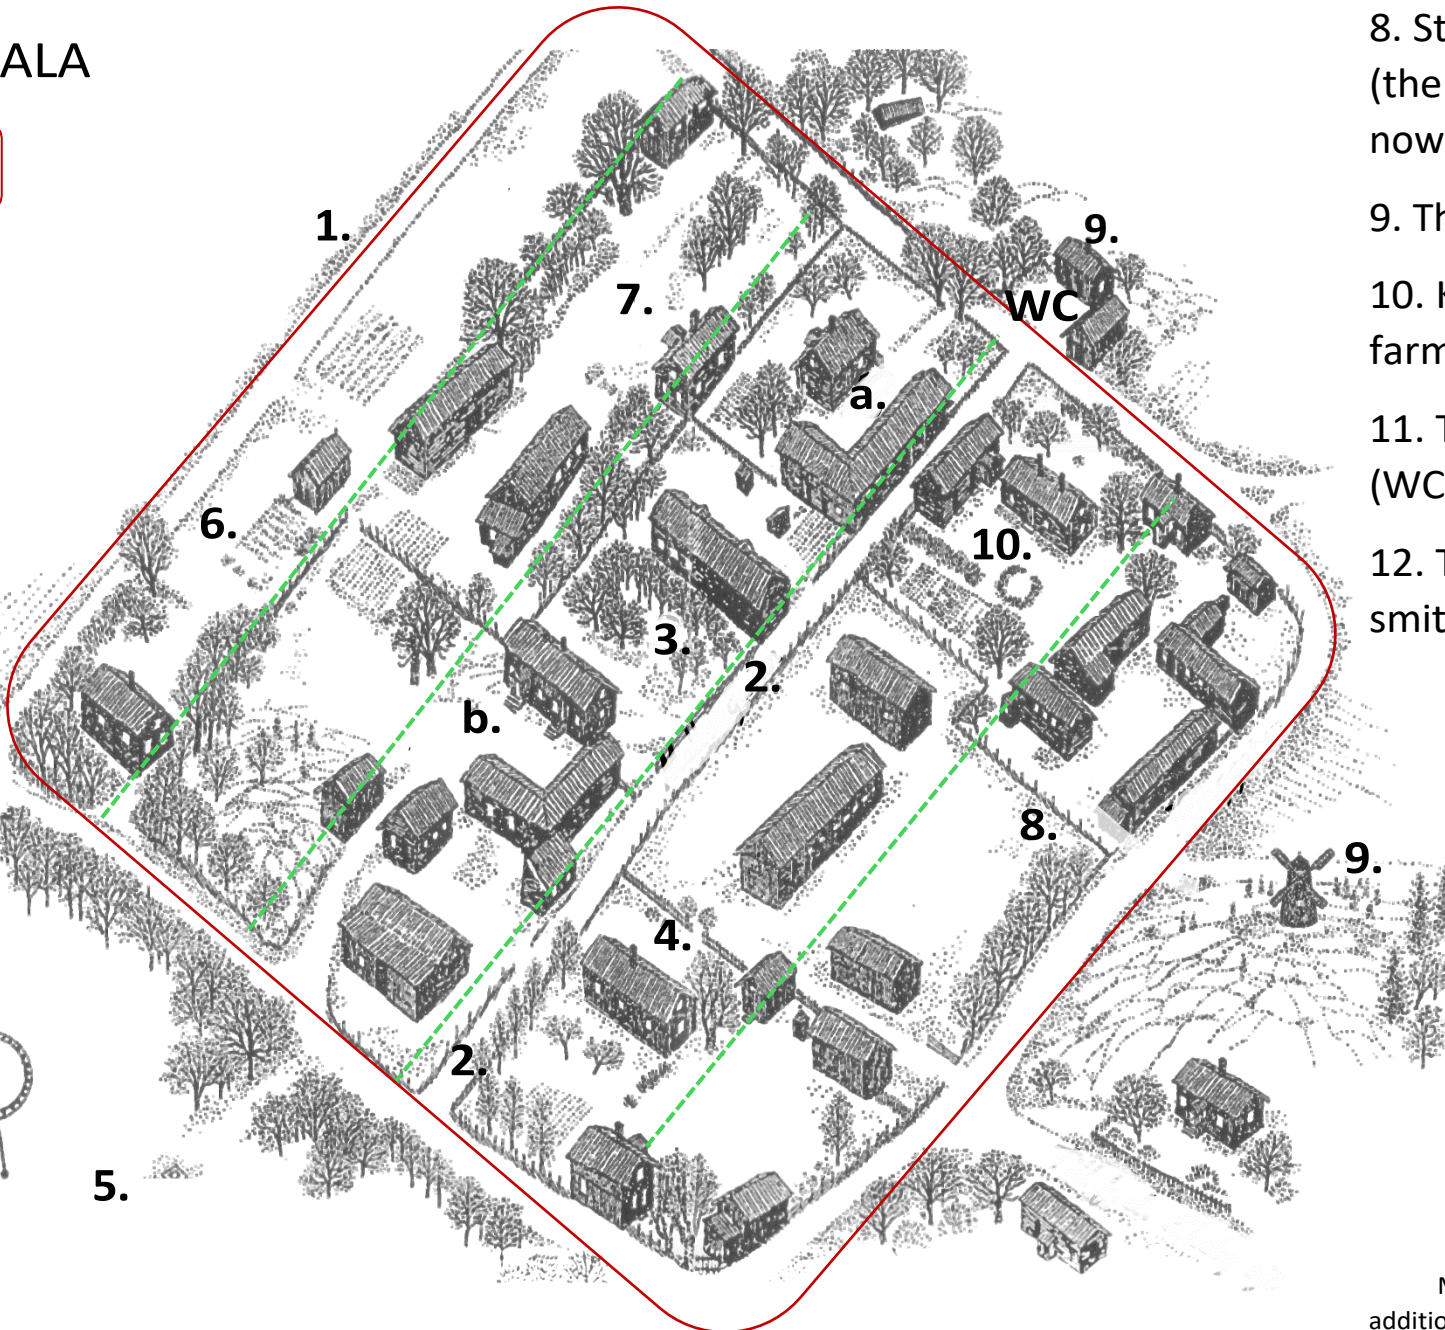 ALA
1.
9.
WC
7.
a.
6.
10.
3.
2.
b.
8.
9.
4.
2.
5.
8. St
(the
now
9. Th
10. K
farm
11. T
(WC
12. T
smit
M
additio